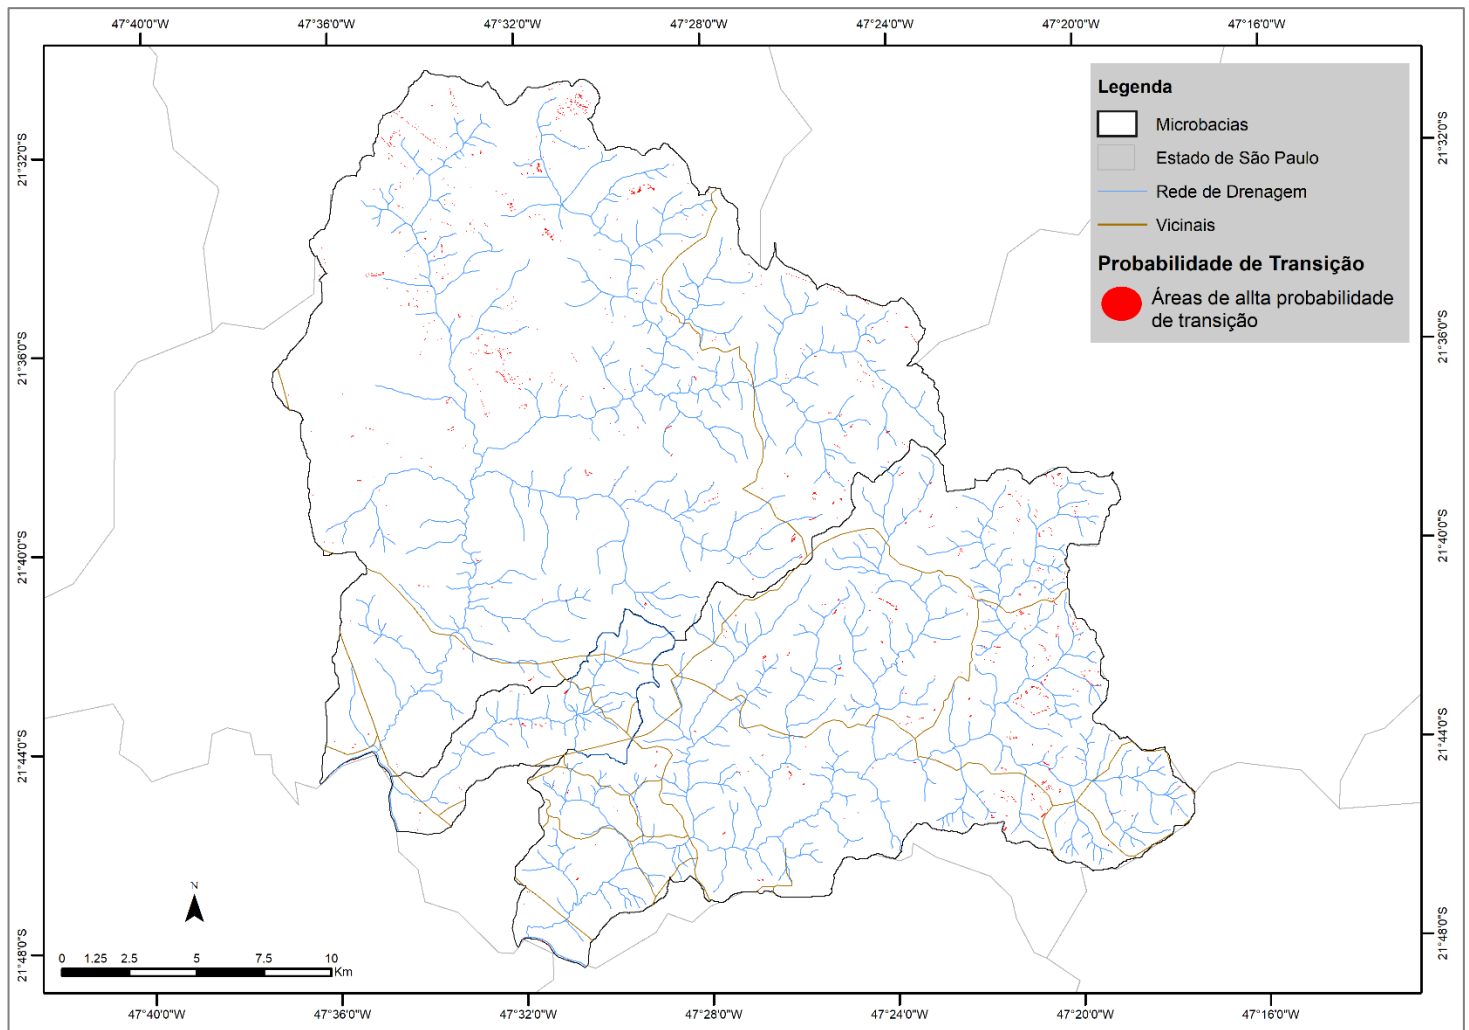 47°40'0"W 47°36'0"W 47°32'0"W 47°28'0"W 47°24'0"W 47°20'0"W 47°16'0"W
Legenda
Microbacias
Estado de São Paulo
Rede de Drenagem
Vicinais
Probabilidade de Transição
Áreas de allta probabilidade
de transição
21°32'0"S
21°36'0"S
21°40'0"S
21°44'0"S
21°48'0"S
21°32'0"S
21°36'0"S
21°40'0"S
21°44'0"S
21°48'0"S
N
0 1.25 2.5 5 7.5 10
Km
47°40'0"W 47°36'0"W 47°32'0"W 47°28'0"W 47°24'0"W 47°20'0"W 47°16'0"W